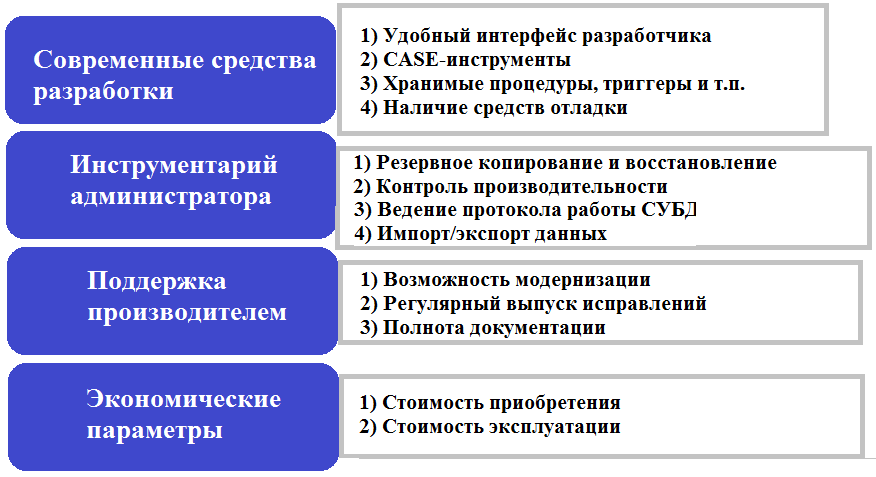 Современные средства
разработки
1) Удобный интерфейс разработчика
2) CASE-инструменты
3) Хранимые процедуры, триггеры и т.п.
4) Наличие средств отладки
Инструментарий
администратора
1) Резервное копирование и восстановление
2) Контроль производительности
3) Ведение протокола работы СУБД
4) Импорт/экспорт данных
Поддержка
производителем
1) Возможность модернизации
2) Регулярный выпуск исправлений
3) Полнота документации
Экономические
параметры
1) Стоимость приобретения
2) Стоимость эксплуатации